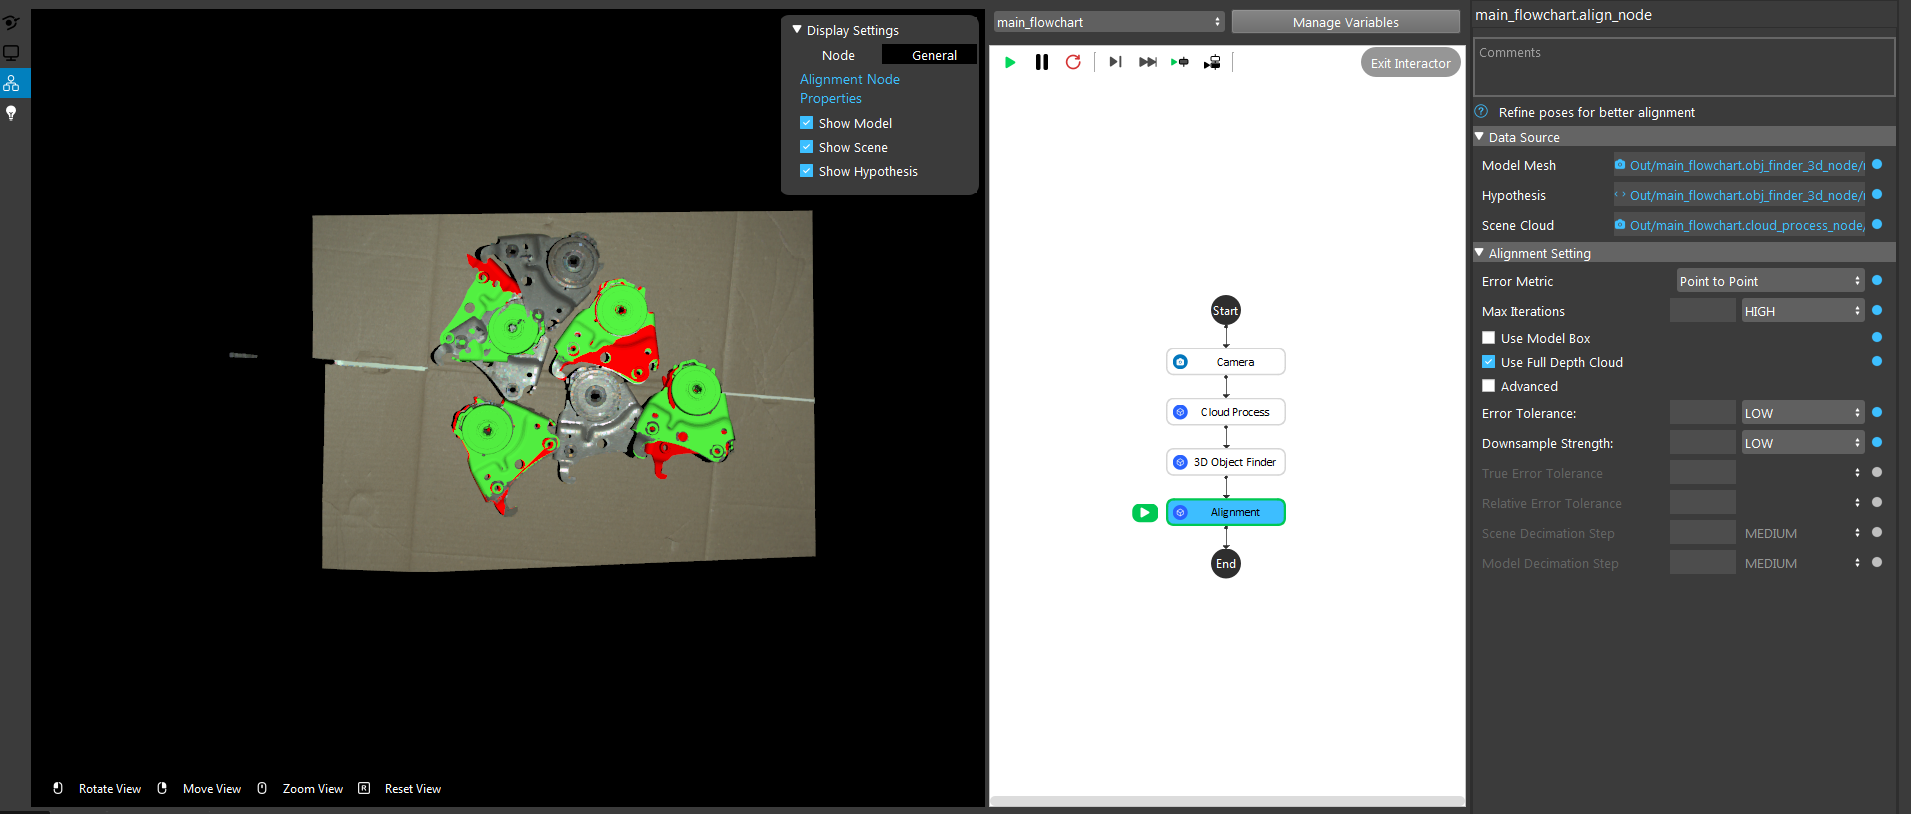 Display Settings
Node General
Alignment Node
Properties
Show Model
Show Scene
Show Hypothesis
Rotate View Move View Zoom View R Reset View
main_flowchart Manage Variables
Exit Interactor
Start
Camera
Cloud Process
3D Object Finder
Alignment
End
main_flowchart.align_node
Comments
? Refine poses for better alignment
Data Source
Model Mesh Out/main_flowchart.obj_finder_3d_node/
Hypothesis Out/main_flowchart.obj_finder_3d_node/
Scene Cloud Out/main_flowchart.cloud_process_node/
Alignment Setting
Error Metric Point to Point
Max Iterations HIGH
Use Model Box
Use Full Depth Cloud
Advanced
Error Tolerance: LOW
Downsample Strength: LOW
True Error Tolerance
Relative Error Tolerance
Scene Decimation Step MEDIUM
Model Decimation Step MEDIUM